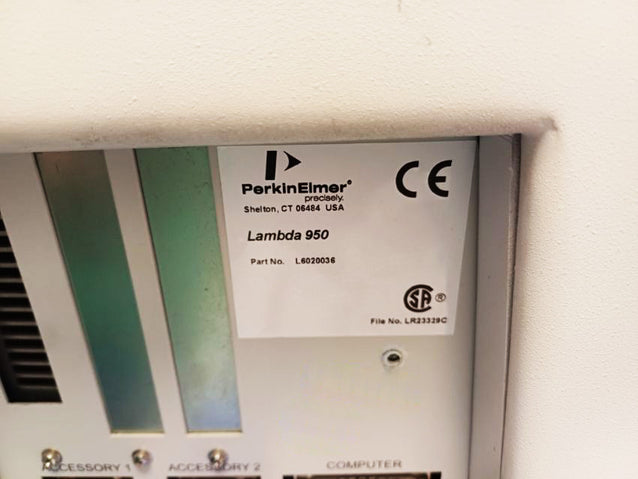 PerkinElmer®
precisely.
Shelton, CT 06484 USA
CE
Lambda 950
Part No. L6020036
SA ®
File No. LR23329C
ACCESSORY 1
ACCESSORY 2
COMPUTER